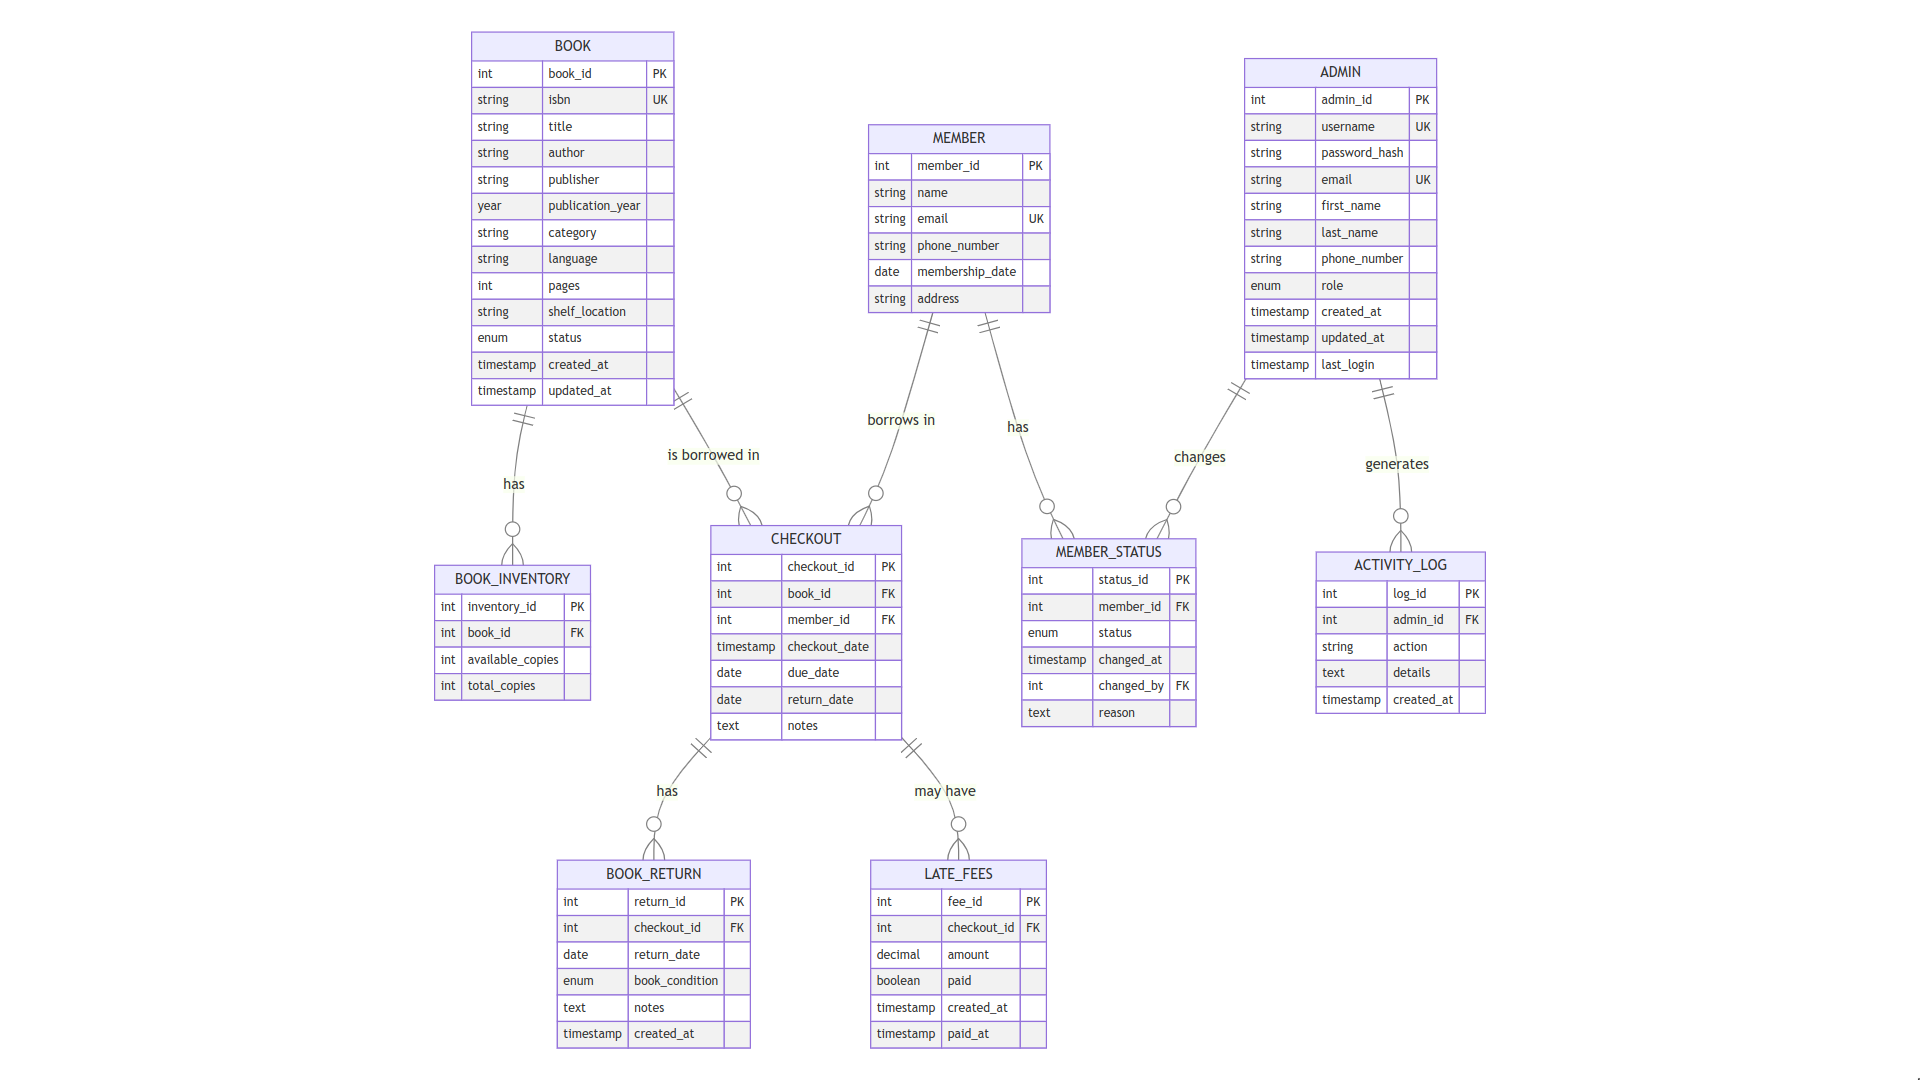 BOOK
int book_id PK
string isbn UK
string title
string author
string publisher
year publication_year
string category
string language
int pages
string shelf_location
enum status
timestamp created_at
timestamp updated_at
MEMBER
int member_id PK
string name
string email UK
string phone_number
date membership_date
string address
ADMIN
int admin_id PK
string username UK
string password_hash
string email UK
string first_name
string last_name
string phone_number
enum role
timestamp created_at
timestamp updated_at
timestamp last_login
has
is borrowed in
borrows in
has
changes
generates
BOOK_INVENTORY
int inventory_id PK
int book_id FK
int available_copies
int total_copies
CHECKOUT
int checkout_id PK
int book_id FK
int member_id FK
timestamp checkout_date
date due_date
date return_date
text notes
MEMBER_STATUS
int status_id PK
int member_id FK
enum status
timestamp changed_at
int changed_by FK
text reason
ACTIVITY_LOG
int log_id PK
int admin_id FK
string action
text details
timestamp created_at
has
may have
BOOK_RETURN
int return_id PK
int checkout_id FK
date return_date
enum book_condition
text notes
timestamp created_at
LATE_FEES
int fee_id PK
int checkout_id FK
decimal amount
boolean paid
timestamp created_at
timestamp paid_at